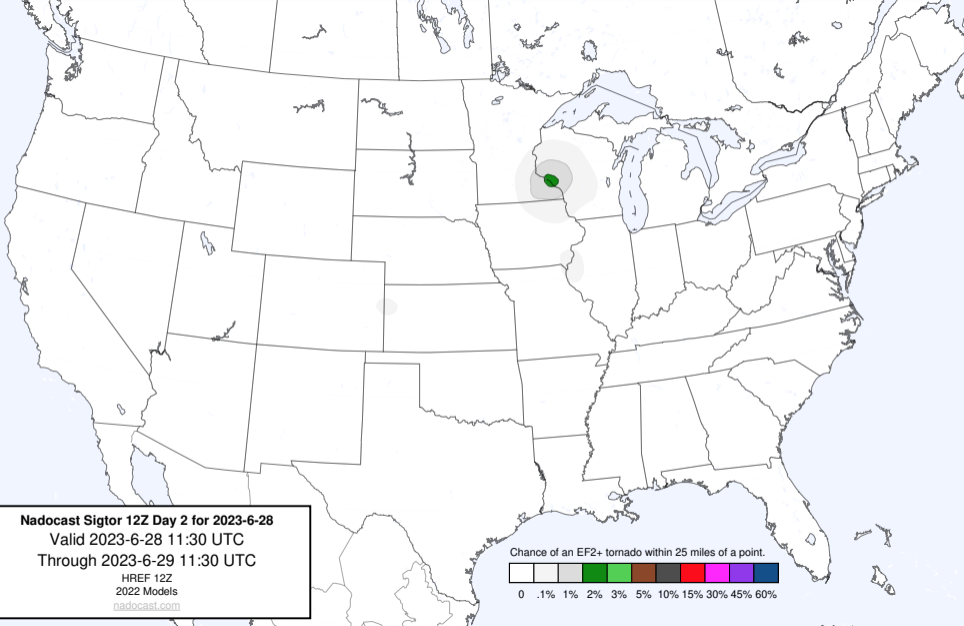 Nadocast Sigtor 12Z Day 2 for 2023-6-28
Valid 2023-6-28 11:30 UTC
Through 2023-6-29 11:30 UTC
HREF 12Z
2022 Models
nadocast.com
Chance of an EF2+ tornado within 25 miles of a point.
0 .1% 1% 2% 3% 5% 10% 15% 30% 45% 60%